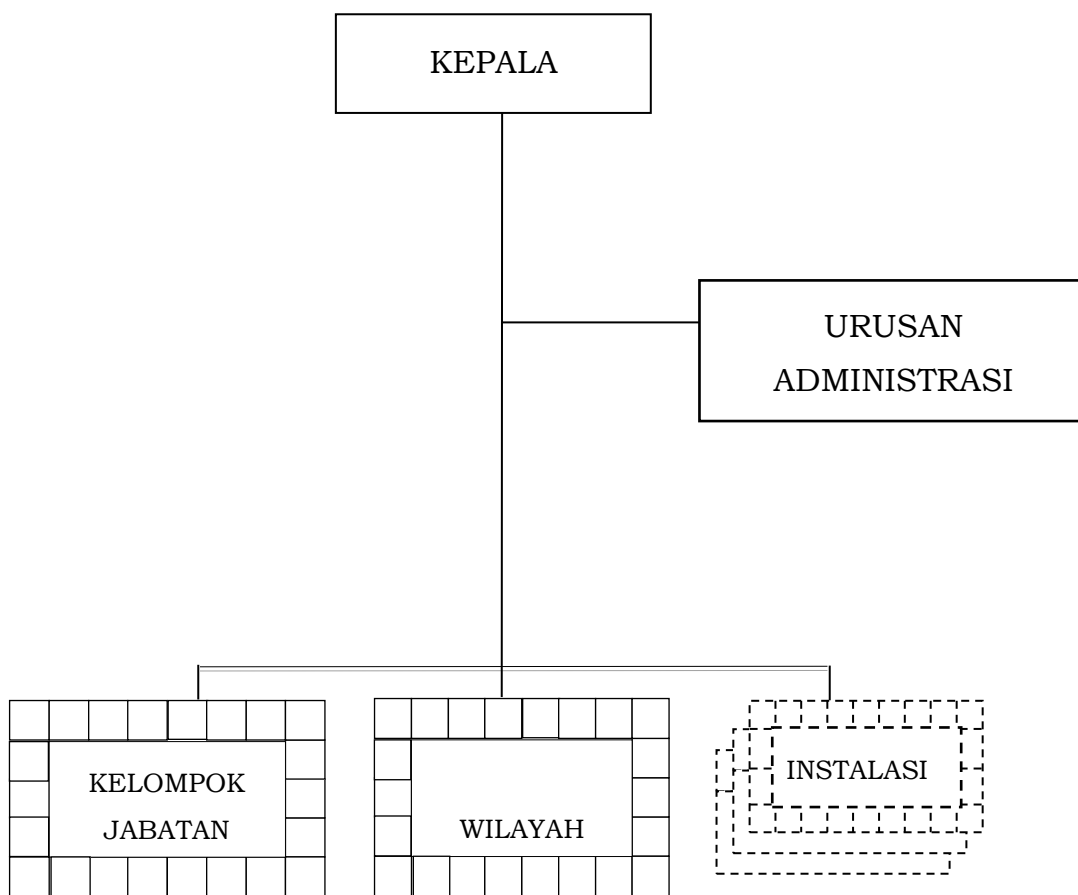 KEPALA
URUSAN
ADMINISTRASI
KELOMPOK
JABATAN
WILAYAH
INSTALASI